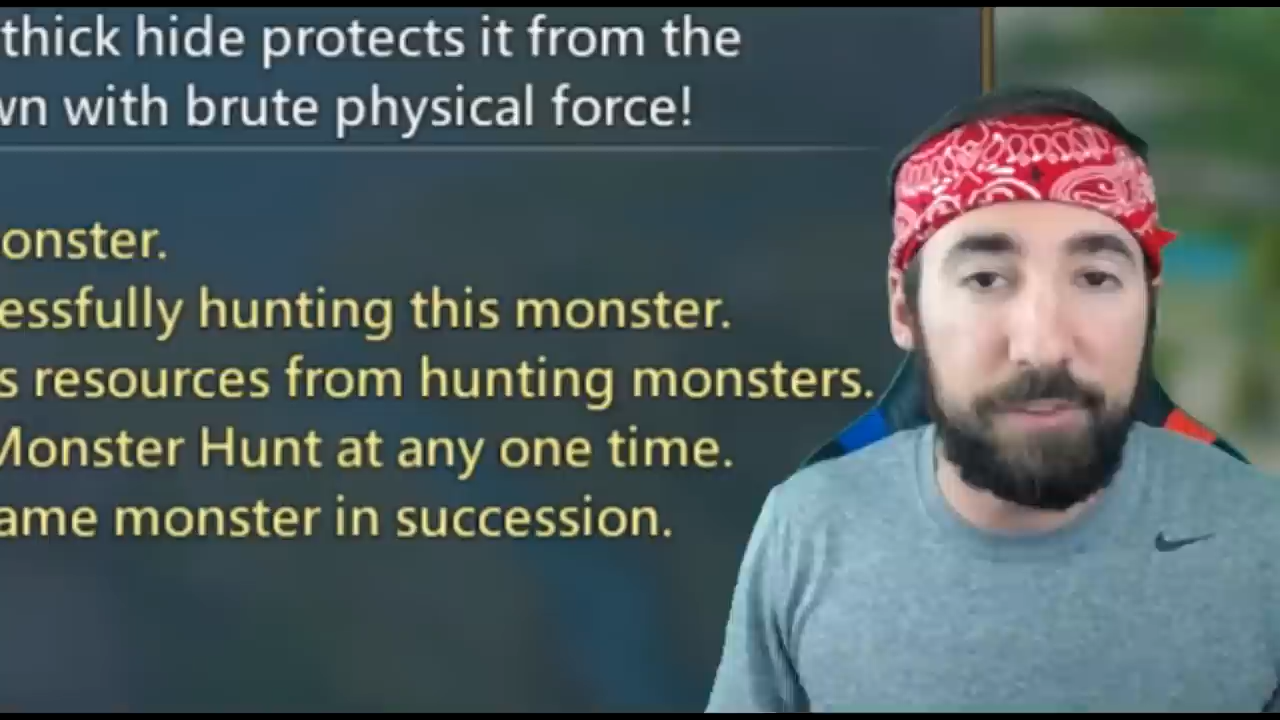 thick hide protects it from the
wn with brute physical force!
onster.
essfully hunting this monster.
s resources from hunting monsters.
Monster Hunt at any one time.
ame monster in succession.